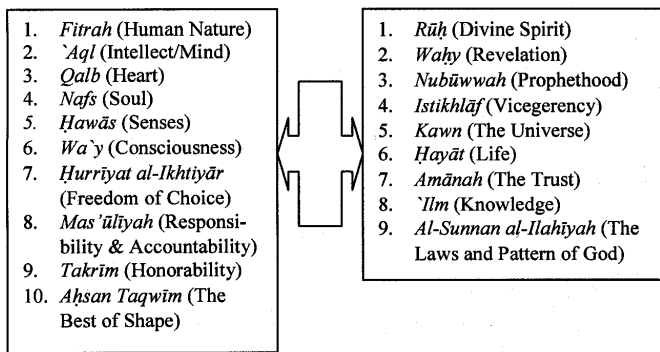 1. Fitrah (Human Nature)
2. `Aql (Intellect/Mind)
3. Qalb (Heart)
4. Nafs (Soul)
5. Ḥawās (Senses)
6. Wa`y (Consciousness)
7. Ḥurrīyat al-Ikhtiyār
(Freedom of Choice)
8. Mas'ūlīyah (Responsi-
bility & Accountability)
9. Takrīm (Honorability)
10. Aḥsan Taqwīm (The
Best of Shape)
1. Rūḥ (Divine Spirit)
2. Waḥy (Revelation)
3. Nubūwwah (Prophethood)
4. Istikhlāf (Vicegerency)
5. Kawn (The Universe)
6. Ḥayāt (Life)
7. Amānah (The Trust)
8. `Ilm (Knowledge)
9. Al-Sunnan al-Ilahīyah (The
Laws and Pattern of God)